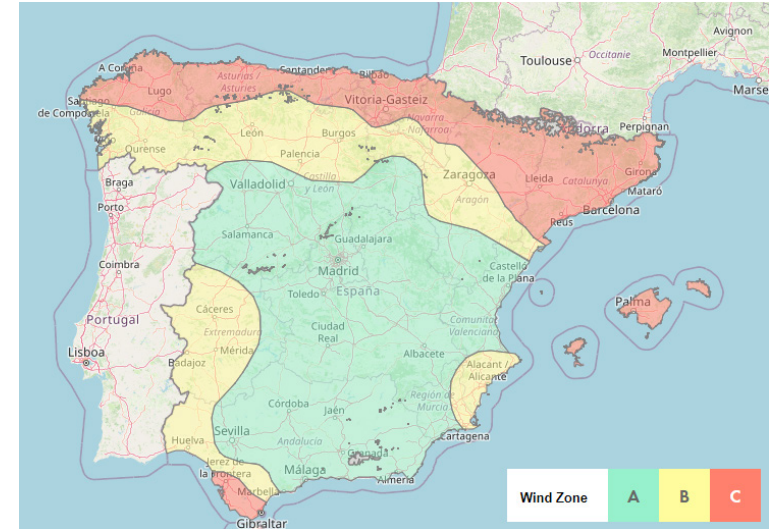 Avignon
Toulouse
Occitanie
Montpellier
Marse
A Coruña
Santander
Bilbao
Asturias /
Asturies
Lugo
Vitoria-Gasteiz
Santiago
de Compostela
Galicia
Navarra
- Nafarroa
Andorra
Perpignan
León
Burgos
Ourense
Palencia
Castilla
y León
Zaragoza
Aragón
Lleida
Catalunya
Girona
Mataró
Barcelona
Reus
Braga
Porto
Valladolid
Salamanca
Guadalajara
Madrid
España
Toledo
Coimbra
Portugal
Castelló
de la Plana
Palma
Cáceres
Extremadura
Mérida
Badajoz
Ciudad
Real
Comunitat
Valenciana
Albacete
Lisboa
Alacant /
Alicante
Región de
Murcia
Cartagena
Córdoba
Jaén
Sevilla
Andalucía
Huelva
Granada
Jerez de
la Frontera
Málaga
Almería
Marbella
Gibraltar
Wind Zone A B C